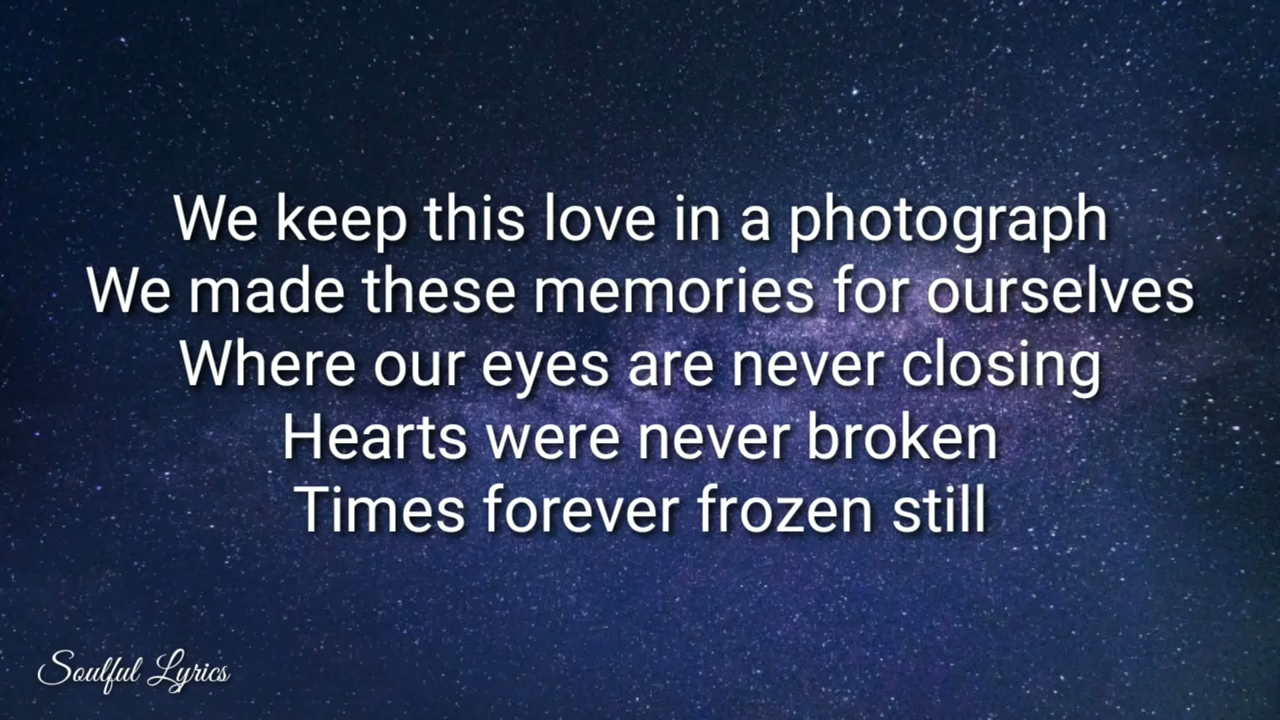 We keep this love in a photograph
We made these memories for ourselves
Where our eyes are never closing
Hearts were never broken
Times forever frozen still
Soulful Lyrics